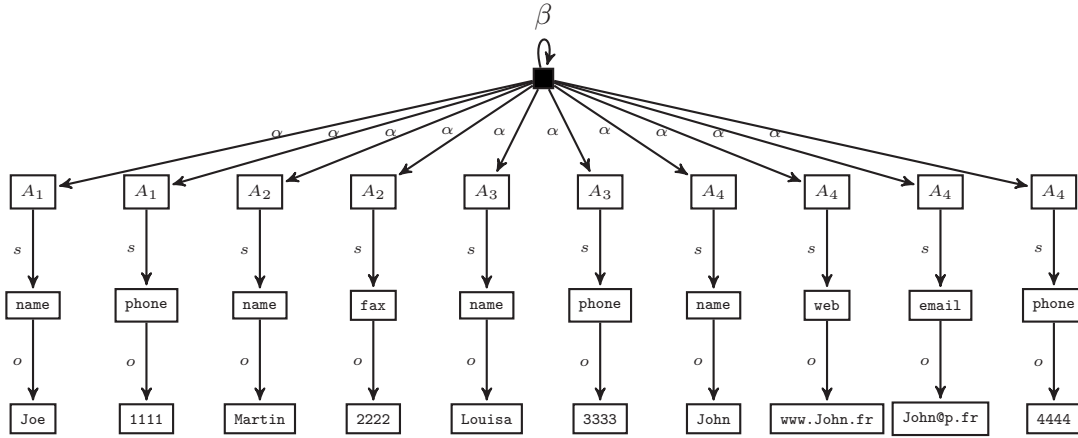 β
α α α α α α α α α α
A₁ A₁ A₂ A₂ A₃ A₃ A₄ A₄ A₄ A₄
s s s s s s s s s s
name phone name fax name phone name web email phone
o o o o o o o o o o
Joe 1111 Martin 2222 Louisa 3333 John www.John.fr John@p.fr 4444